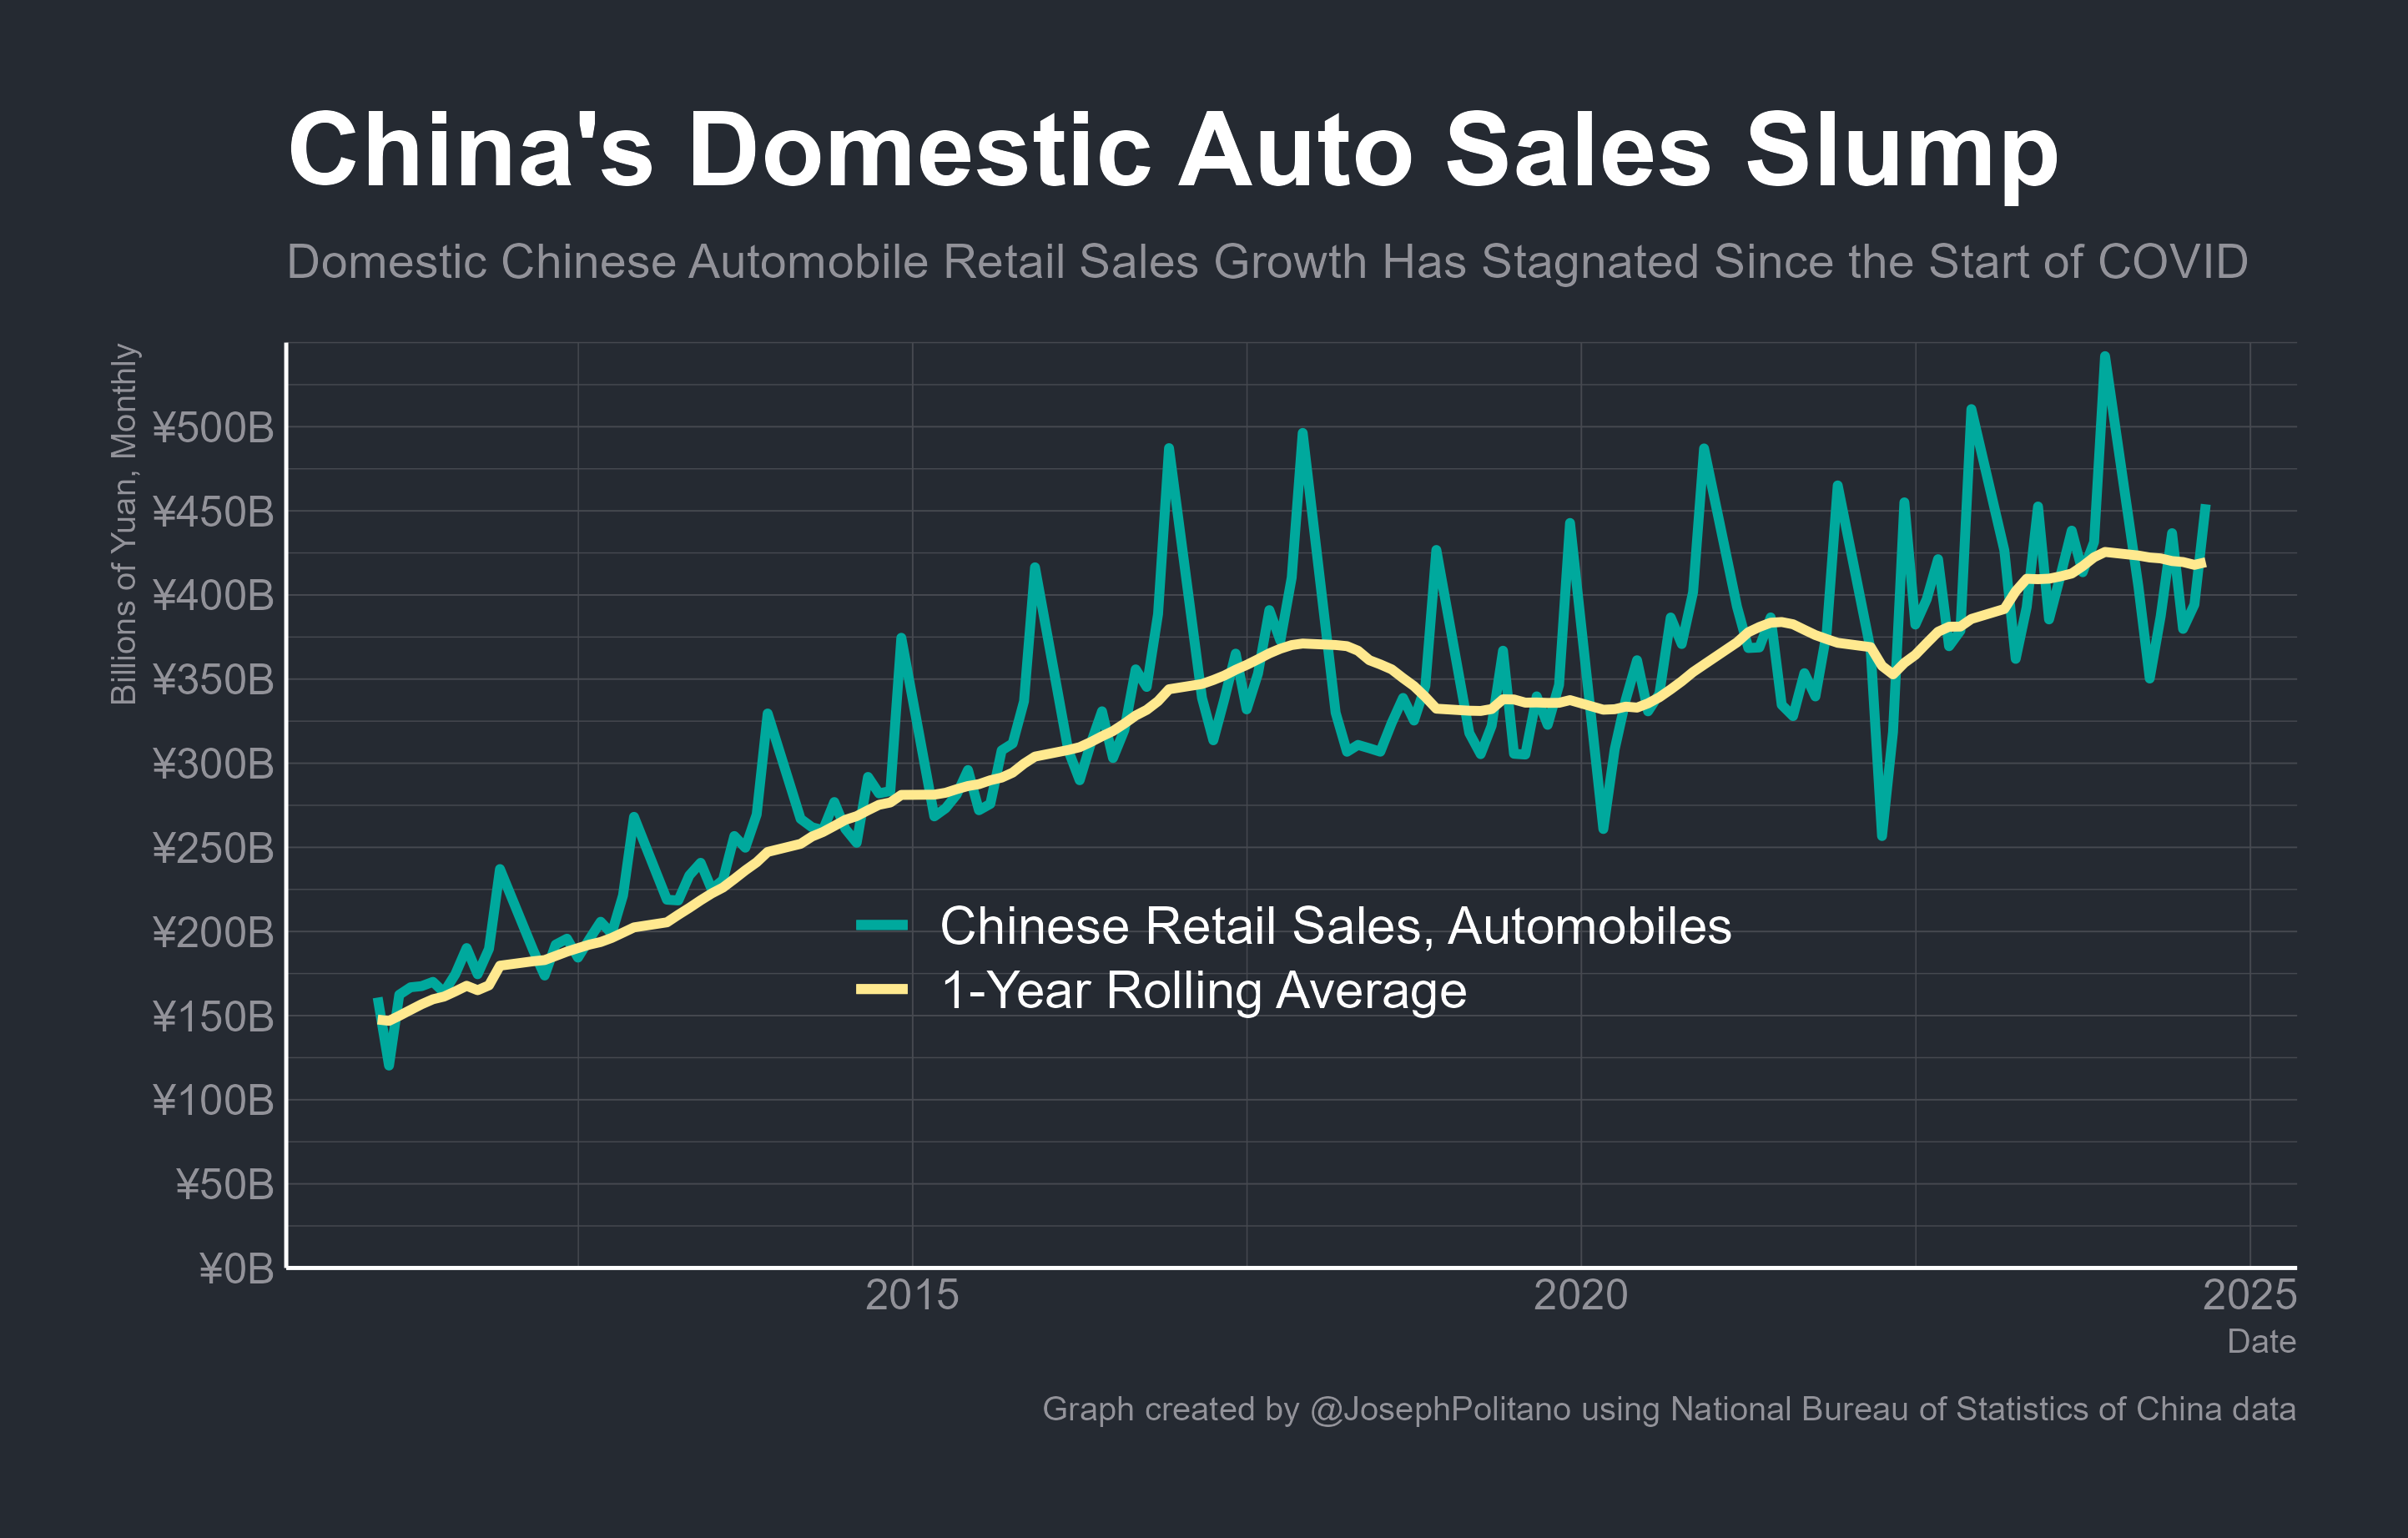 China's Domestic Auto Sales Slump
Domestic Chinese Automobile Retail Sales Growth Has Stagnated Since the Start of COVID
Billions of Yuan, Monthly
¥500B
¥450B
¥400B
¥350B
¥300B
¥250B
¥200B
¥150B
¥100B
¥50B
¥0B
Chinese Retail Sales, Automobiles
1-Year Rolling Average
2015
2020
2025
Date
Graph created by @JosephPolitano using National Bureau of Statistics of China data